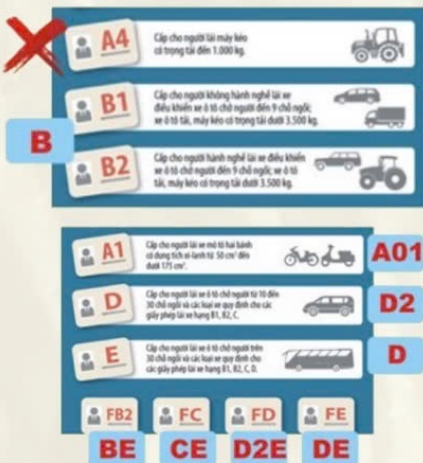 A4
Cấp cho người lái máy kéo
có trọng tải đến 1.000 kg.
B1
Cấp cho người không hành nghề lái xe
điều khiển xe ô tô chở người đến 9 chỗ ngồi;
xe ô tô tải, máy kéo có trọng tải dưới 3.500 kg.
B
B2
Cấp cho người hành nghề lái xe điều khiển
xe ô tô chở người đến 9 chỗ ngồi; xe ô tô
tải, máy kéo có trọng tải dưới 3.500 kg.
A1
Cấp cho người lái xe mô tô hai bánh
có dung tích xi-lanh từ 50 cm³ đến
dưới 175 cm³.
A01
D
Cấp cho người lái xe ô tô chở người từ 10 đến
30 chỗ ngồi và các loại xe quy định cho các
giấy phép lái xe hạng B1, B2, C.
D2
E
Cấp cho người lái xe ô tô chở người trên
30 chỗ ngồi và các loại xe quy định cho
các giấy phép lái xe hạng B1, B2, C, D.
D
FB2 FC FD FE
BE CE D2E DE